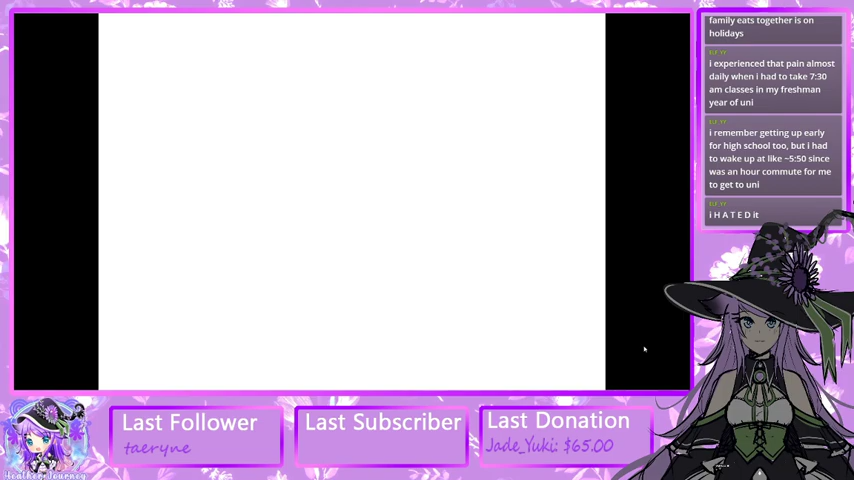 family eats together is on
holidays
i experienced that pain almost
daily when i had to take 7:30
am classes in my freshman
year of uni
i remember getting up early
for high school too, but i had
to wake up at like ~5:50 since
was an hour commute for me
to get to uni
i H A T E D it
Last Follower
taeryne
Last Subscriber
Last Donation
Jade_Yuki: $65.00
HeatherJourney